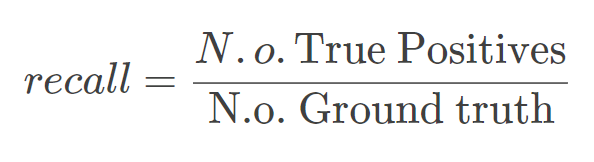 recall = N.o. True Positives / N.o. Ground truth